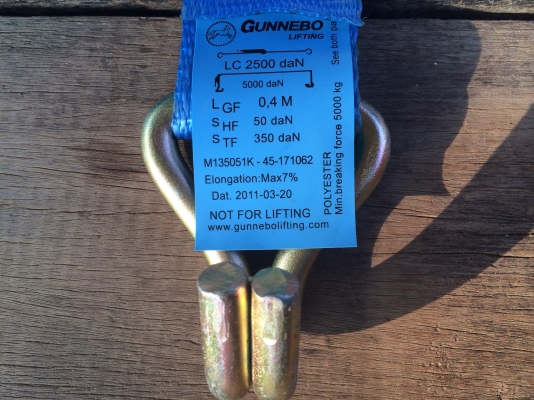 GUNNEBO
LIFTING
LC 2500 daN
5000 daN
L GF 0,4 M
S HF 50 daN
S TF 350 daN
M135051K - 45-171062
Elongation:Max7%
Dat. 2011-03-20
NOT FOR LIFTING
www.gunnebolifting.com
POLYESTER
Min.breaking force 5000 kg
See both